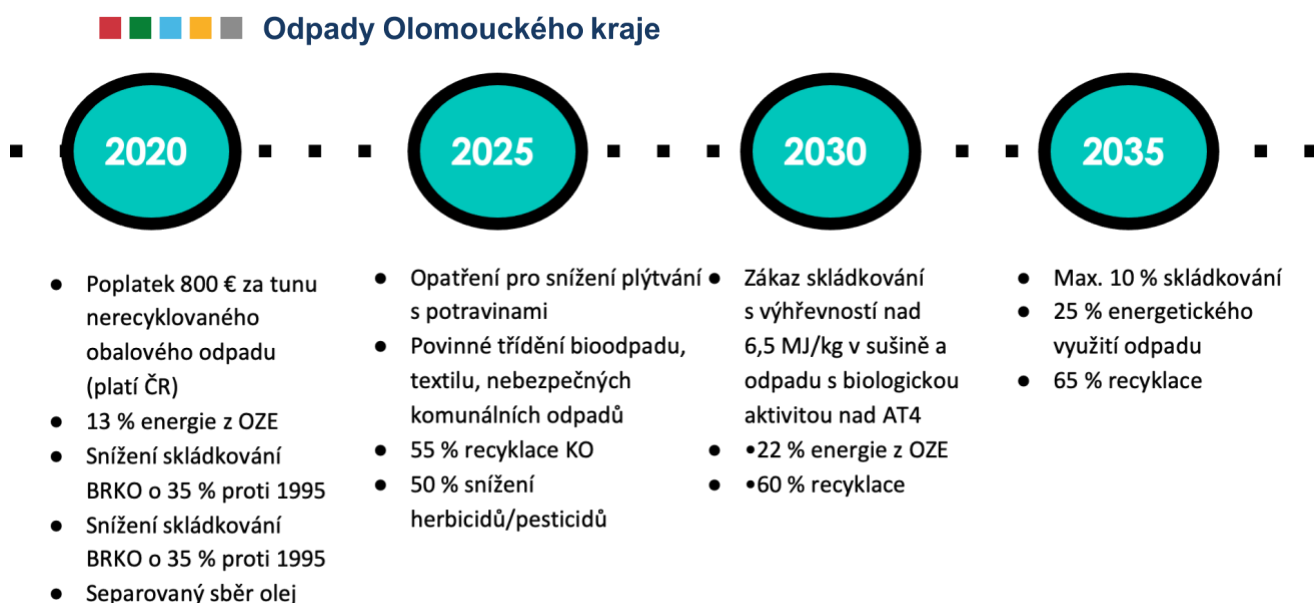 Odpady Olomouckého kraje
2020
2025
2030
2035
● Poplatek 800 € za tunu
nerecyklovaného
obalového odpadu
(platí ČR)
● 13 % energie z OZE
● Snížení skládkování
BRKO o 35 % proti 1995
● Snížení skládkování
BRKO o 35 % proti 1995
● Separovaný sběr olej
● Opatření pro snížení plýtvání
s potravinami
● Povinné třídění bioodpadu,
textilu, nebezpečných
komunálních odpadů
● 55 % recyklace KO
● 50 % snížení
herbicidů/pesticidů
● Zákaz skládkování
s výhřevností nad
6,5 MJ/kg v sušině a
odpadu s biologickou
aktivitou nad AT4
● •22 % energie z OZE
● •60 % recyklace
● Max. 10 % skládkování
● 25 % energetického
využití odpadu
● 65 % recyklace